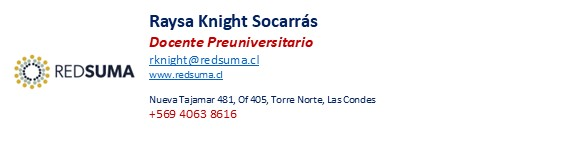 Raysa Knight Socarrás
Docente Preuniversitario
rknight@redsuma.cl
www.redsuma.cl
REDSUMA
Nueva Tajamar 481, Of 405, Torre Norte, Las Condes
+569 4063 8616